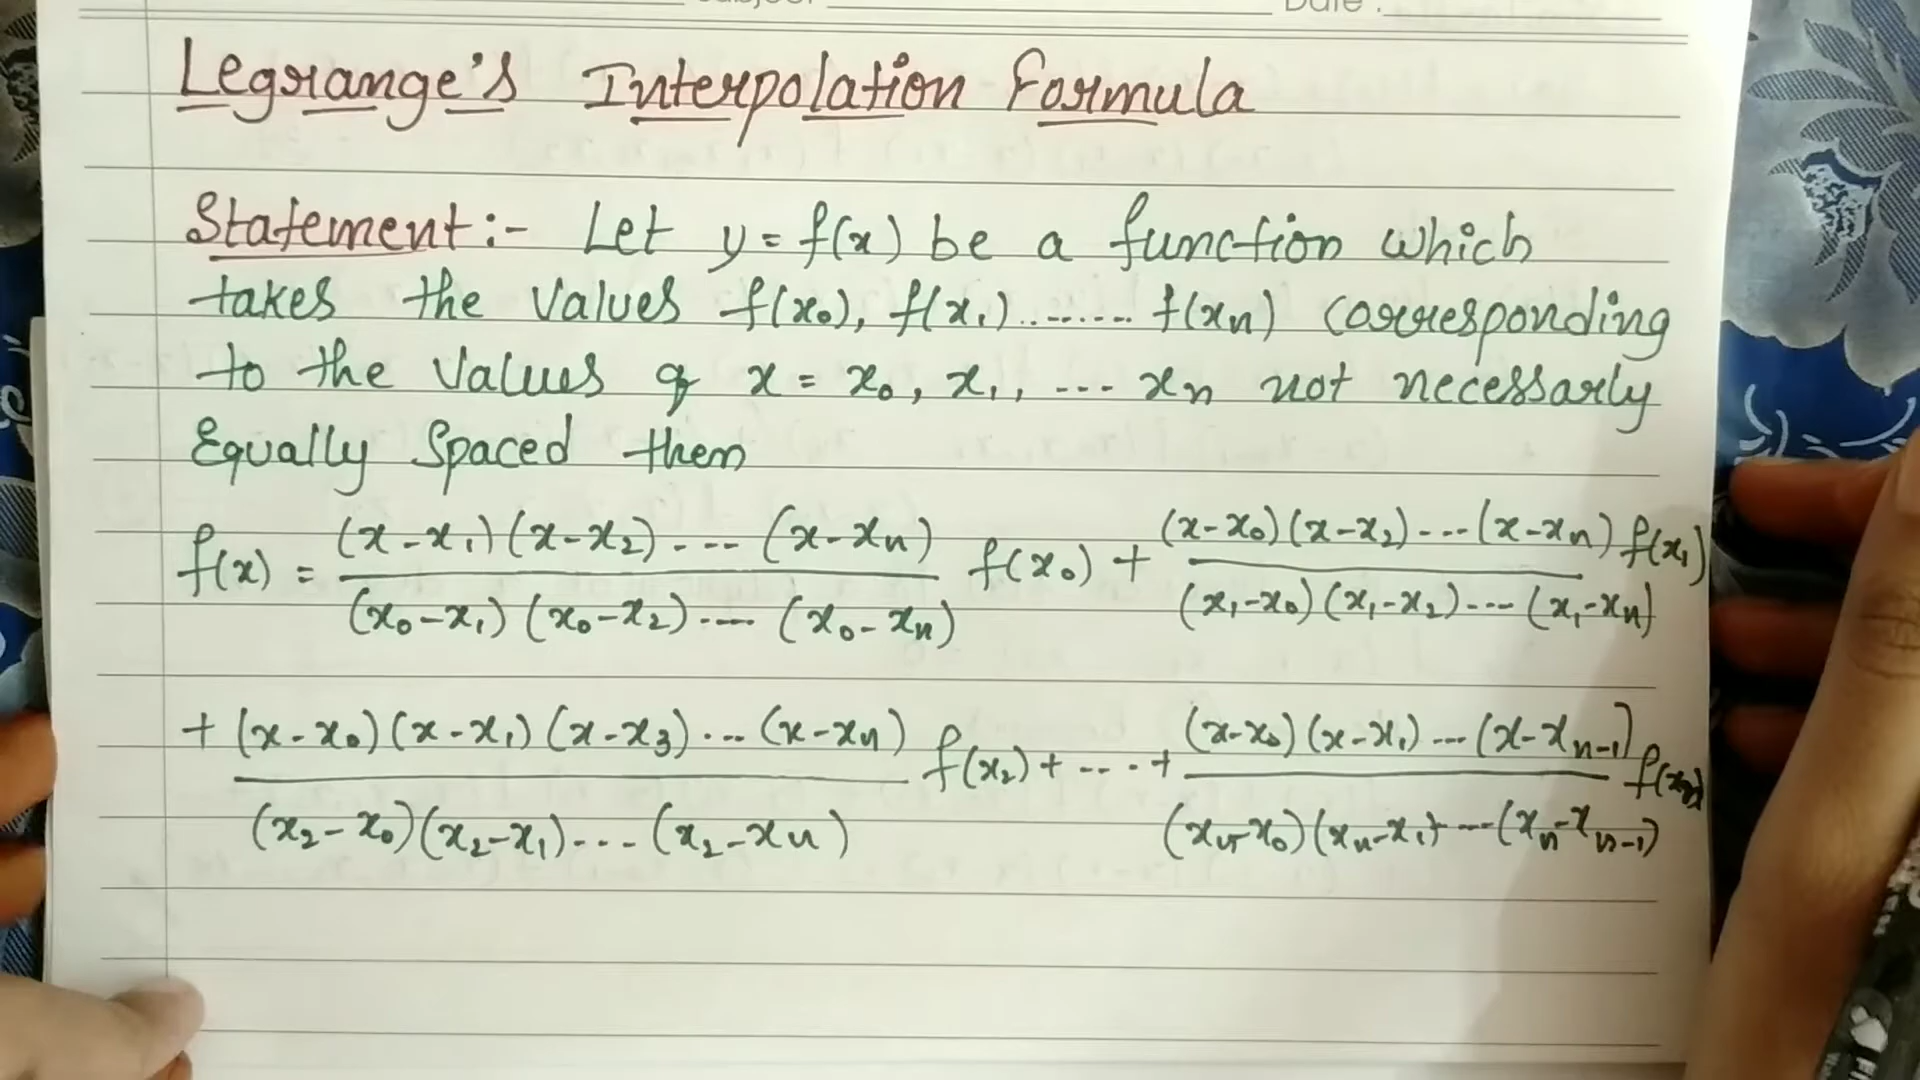 Date :
Legrange's Interpolation Formula
Statement:- Let y = f(x) be a function which
takes the values f(x₀), f(x₁)........ f(xₙ) corresponding
to the values of x = x₀, x₁, ... xₙ not necessarly
Equally Spaced then
f(x) = (x-x₁)(x-x₂)....(x-xₙ) / (x₀-x₁)(x₀-x₂)....(x₀-xₙ) f(x₀) + (x-x₀)(x-x₂)....(x-xₙ) / (x₁-x₀)(x₁-x₂)....(x₁-xₙ) f(x₁)
+ (x-x₀)(x-x₁)(x-x₃)...(x-xₙ) / (x₂-x₀)(x₂-x₁)...(x₂-xₙ) f(x₂) + .... + (x-x₀)(x-x₁)...(x-xₙ₋₁) / (xₙ-x₀)(xₙ-x₁)...(xₙ-xₙ₋₁) f(xₙ)